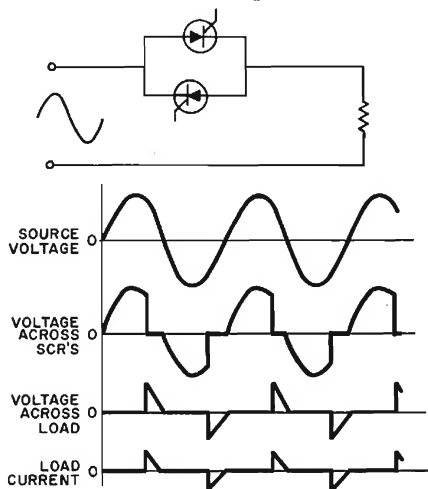 SOURCE
VOLTAGE 0
VOLTAGE
ACROSS 0
SCR'S
VOLTAGE
ACROSS 0
LOAD
LOAD 0
CURRENT